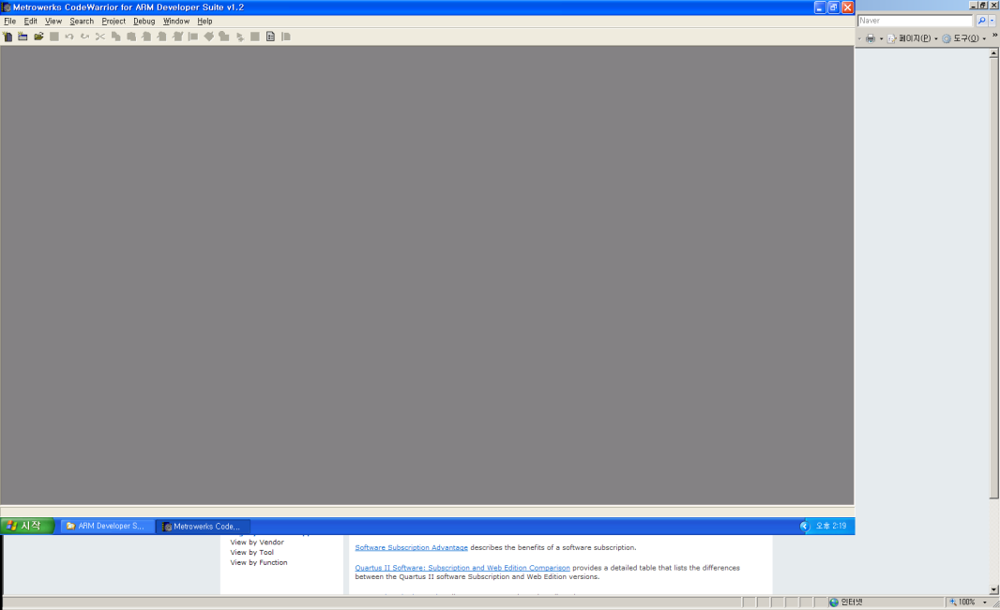 Metrowerks CodeWarrior for ARM Developer Suite v1.2
File Edit View Search Project Debug Window Help
Naver
페이지(P) 도구(O)
시작 ARM Developer S... Metrowerks Code... 오후 2:19
View by Vendor
View by Tool
View by Function
Software Subscription Advantage describes the benefits of a software subscription.
Quartus II Software: Subscription and Web Edition Comparison provides a detailed table that lists the differences
between the Quartus II software Subscription and Web Edition versions.
인터넷 100%